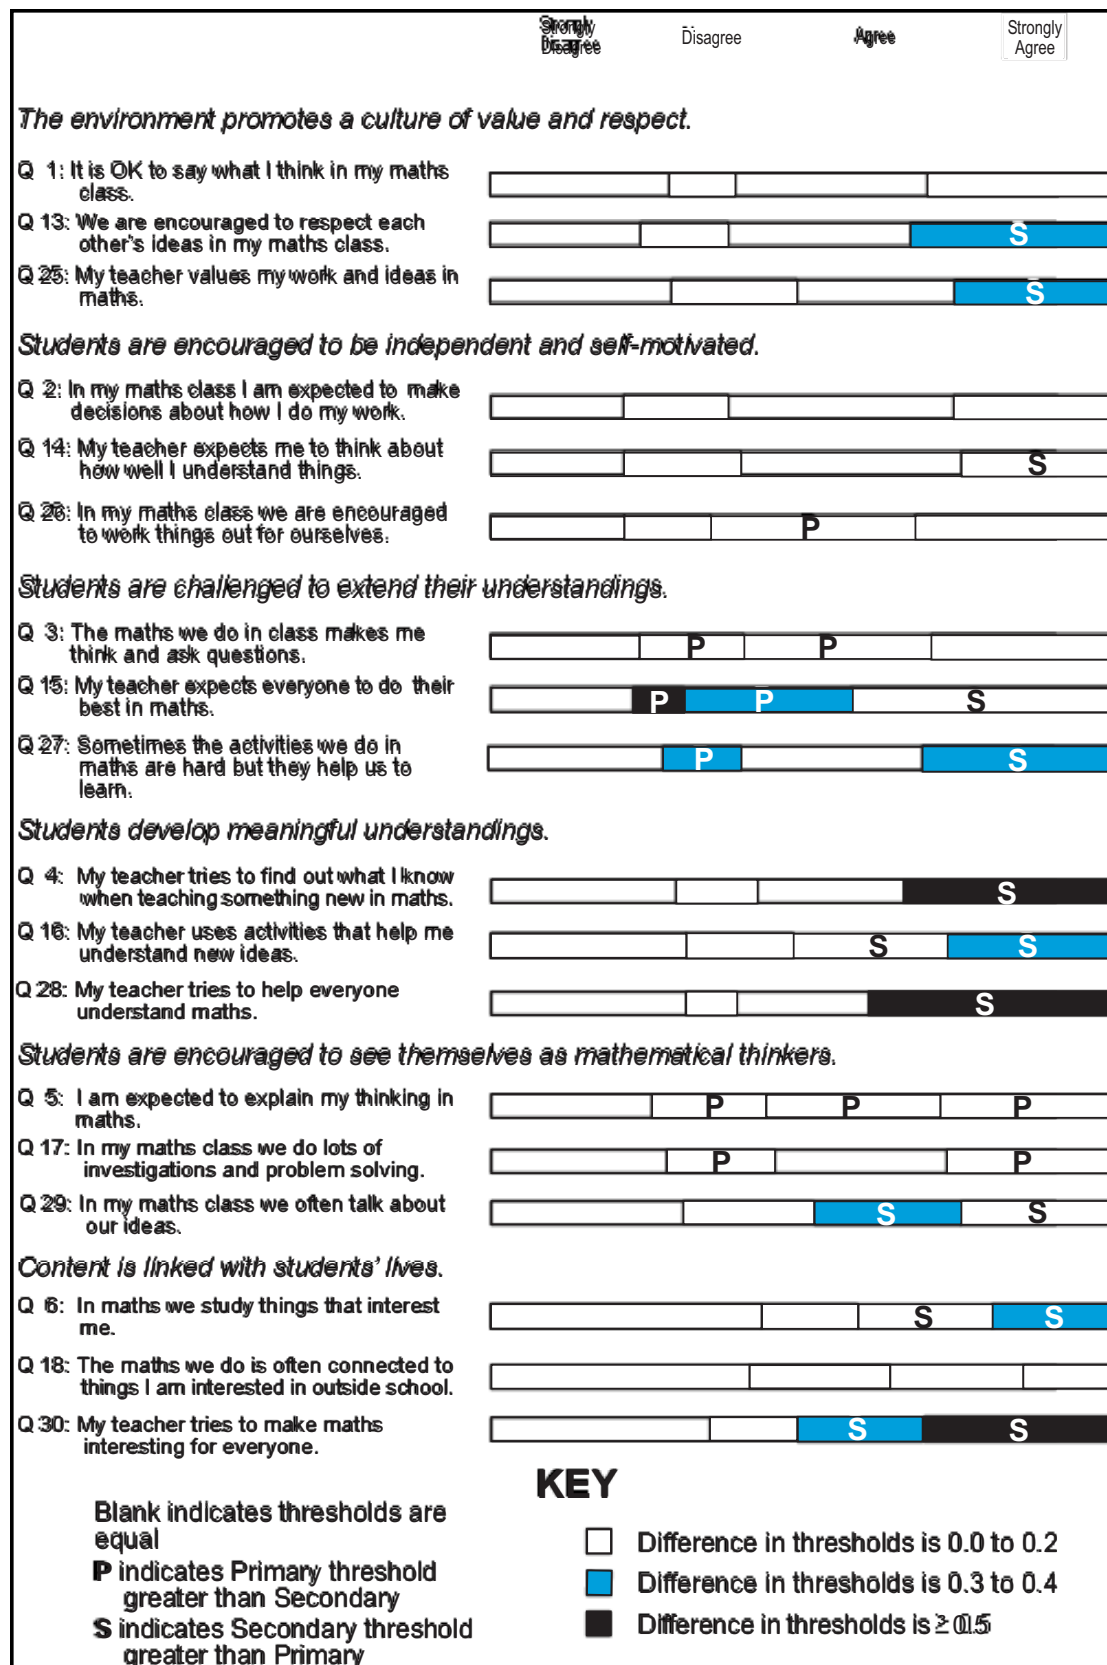 Strongly Disagree Agree Strongly
Disagree Agree
The environment promotes a culture of value and respect.
Q 1: It is OK to say what I think in my maths
class.
Q 13: We are encouraged to respect each
other's ideas in my maths class.
S
Q 25: My teacher values my work and ideas in
maths.
S
Students are encouraged to be independent and self-motivated.
Q 2: In my maths class I am expected to make
decisions about how I do my work.
Q 14: My teacher expects me to think about
how well I understand things.
S
Q 26: In my maths class we are encouraged
to work things out for ourselves.
P
Students are challenged to extend their understandings.
Q 3: The maths we do in class makes me
think and ask questions.
P P
Q 15: My teacher expects everyone to do their
best in maths.
P P S
Q 27: Sometimes the activities we do in
maths are hard but they help us to
learn.
P S
Students develop meaningful understandings.
Q 4: My teacher tries to find out what I know
when teaching something new in maths.
S
Q 16: My teacher uses activities that help me
understand new ideas.
S S
Q 28: My teacher tries to help everyone
understand maths.
S
Students are encouraged to see themselves as mathematical thinkers.
Q 5: I am expected to explain my thinking in
maths.
P P P
Q 17: In my maths class we do lots of
investigations and problem solving.
P P
Q 29: In my maths class we often talk about
our ideas.
S S
Content is linked with students' lives.
Q 6: In maths we study things that interest
me.
S S
Q 18: The maths we do is often connected to
things I am interested in outside school.
Q 30: My teacher tries to make maths
interesting for everyone.
S S
KEY
Blank indicates thresholds are
equal
P indicates Primary threshold
greater than Secondary
S indicates Secondary threshold
greater than Primary
Difference in thresholds is 0.0 to 0.2
Difference in thresholds is 0.3 to 0.4
Difference in thresholds is ≥ 0.5